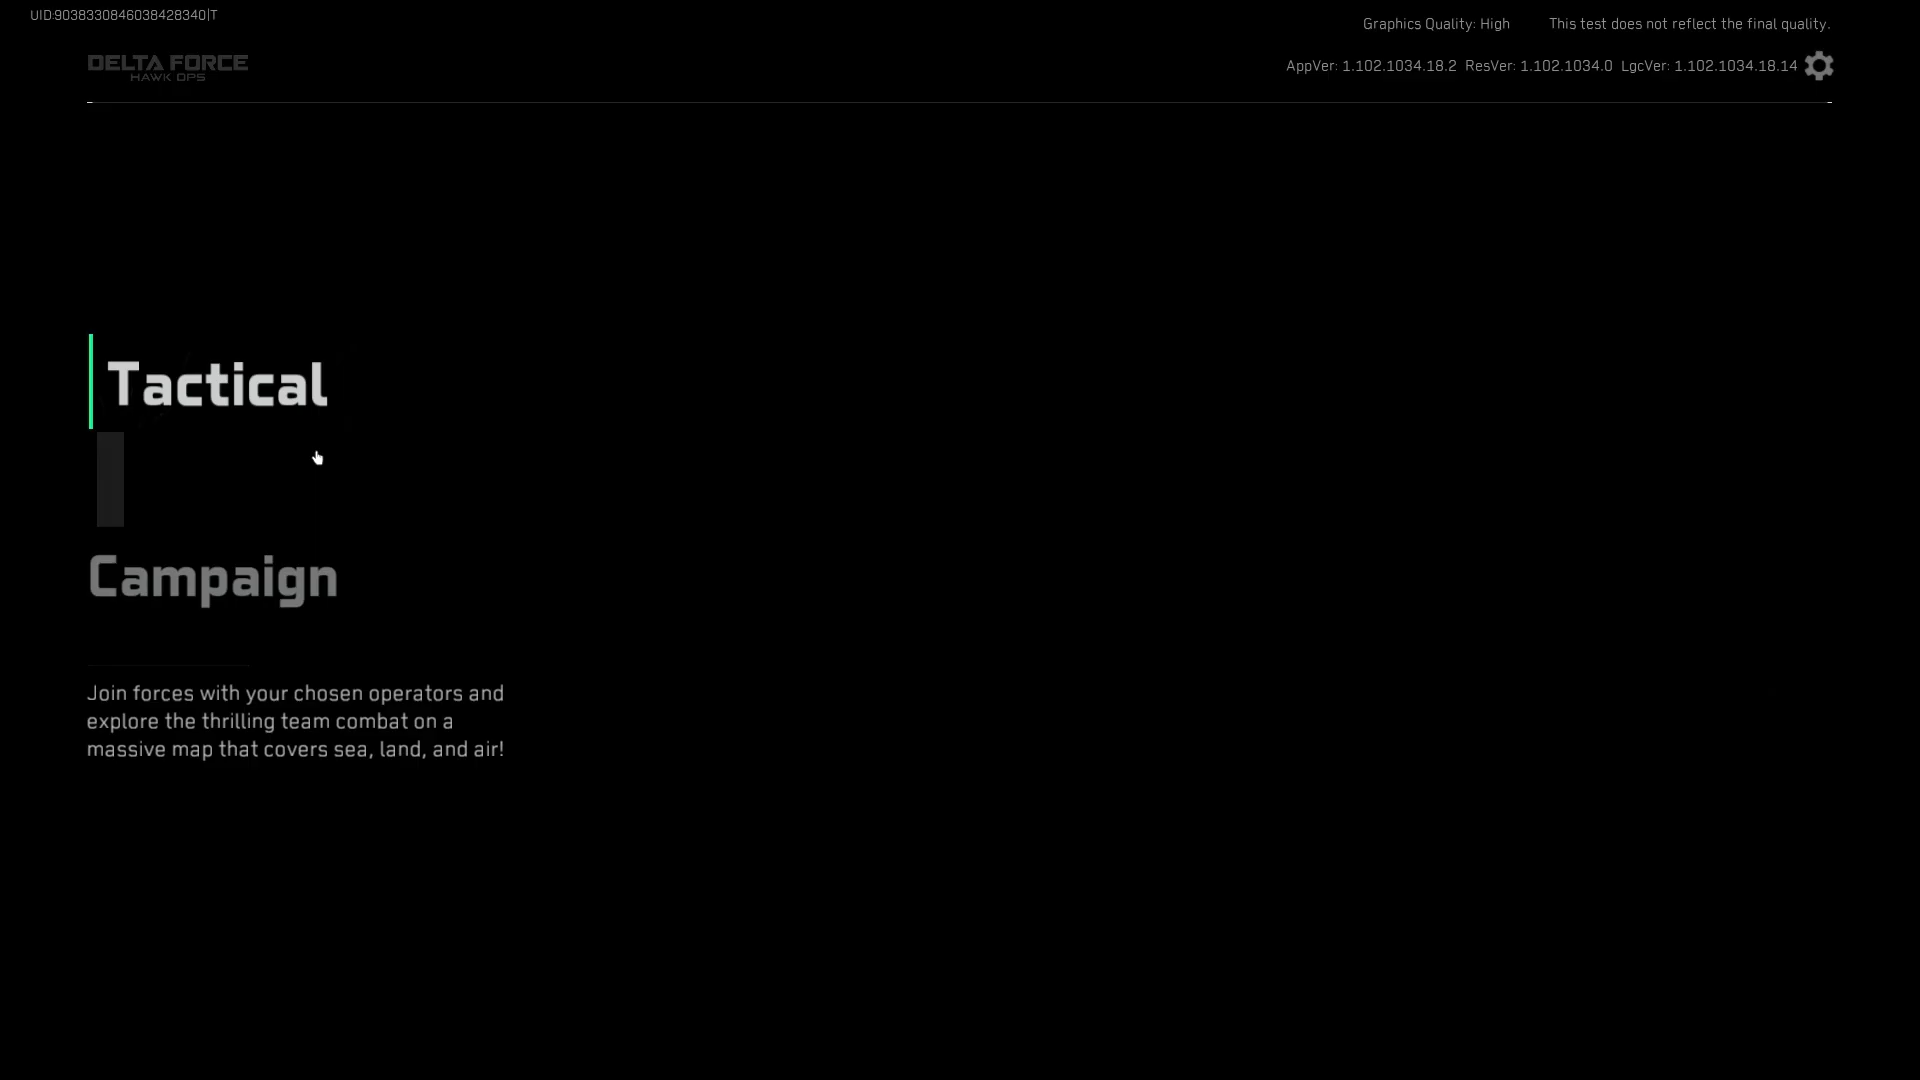 UID:9038330846038428340|T
Graphics Quality: High This test does not reflect the final quality.
DELTA FORCE
HAWK OPS
AppVer: 1.102.1034.18.2 ResVer: 1.102.1034.0 LgcVer: 1.102.1034.18.14
Tactical
Campaign
Join forces with your chosen operators and
explore the thrilling team combat on a
massive map that covers sea, land, and air!